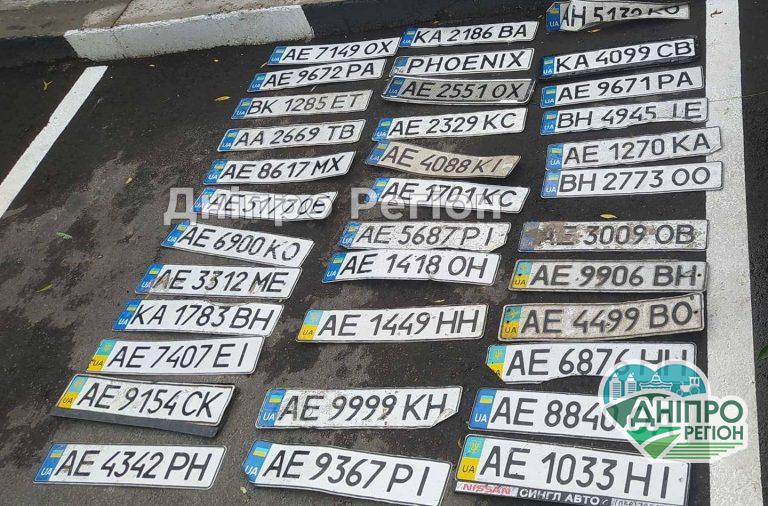 AE 7149 OX
AE 9672 PA
BK 1285 ET
AA 2669 TB
AE 8617 MX
AE
AE 6900 KO
AE 3312 ME
KA 1783 BH
AE 7407 EI
AE 9154 CK
AE 4342 PH
KA 2186 BA
PHOENIX
AE 2551 OX
AE 2329 KC
AE 4088 KI
AE 1701 KC
AE 5687 PI
AE 1418 OH
AE 1449 HH
AE 9999 KH
AE 9367 PI
KA 4099 CB
AE 9671 PA
BH 4945 IE
AE 1270 KA
BH 2773 OO
AE 3009 OB
AE 9906 BH
AE 4499 BO
AE 6876 HH
AE 8840
AE 1033 HI
NISSAN СИНГЛ АВТО
Дніпро Регіон
ДНІПРО
РЕГІОН